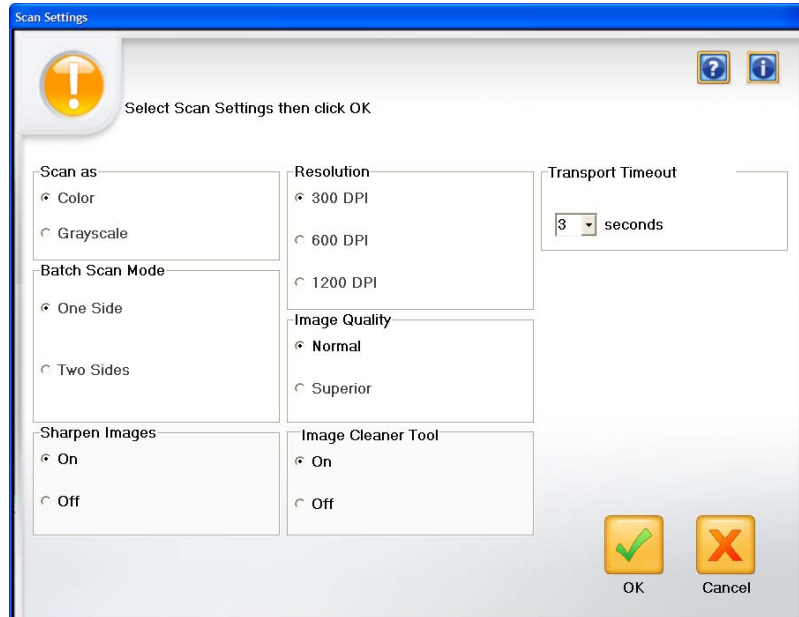 Scan Settings
Select Scan Settings then click OK
Scan as
Color
Grayscale
Batch Scan Mode
One Side
Two Sides
Sharpen Images
On
Off
Resolution
300 DPI
600 DPI
1200 DPI
Image Quality
Normal
Superior
Image Cleaner Tool
On
Off
Transport Timeout
3 seconds
OK
Cancel